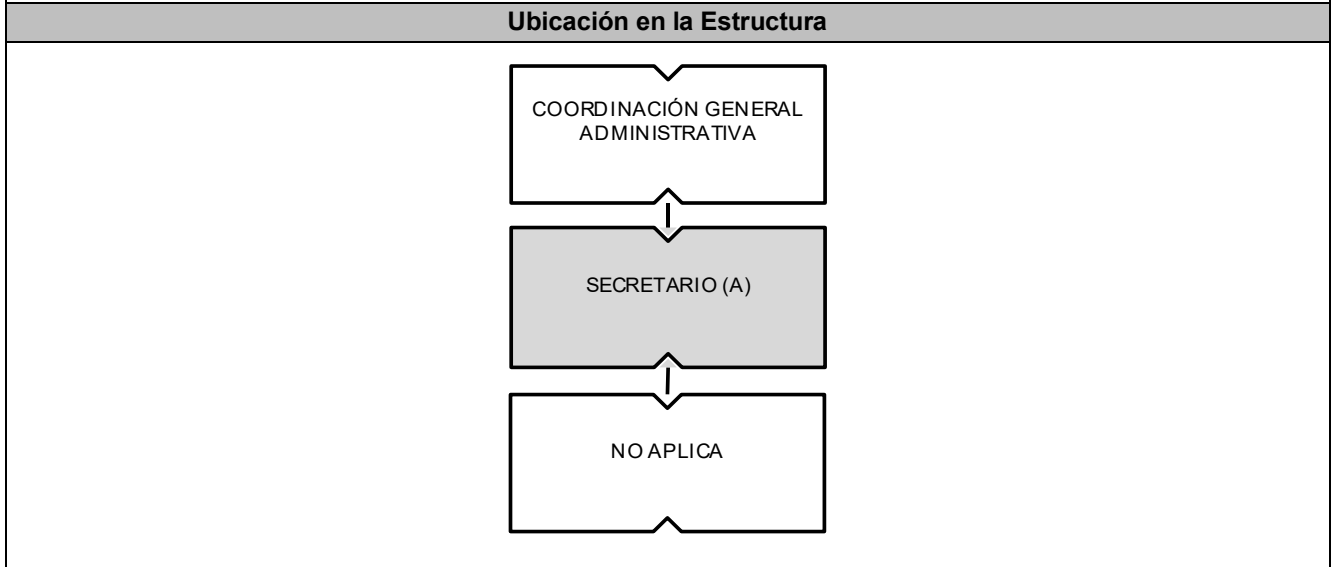 Ubicación en la Estructura
COORDINACIÓN GENERAL
ADMINISTRATIVA
SECRETARIO (A)
NO APLICA